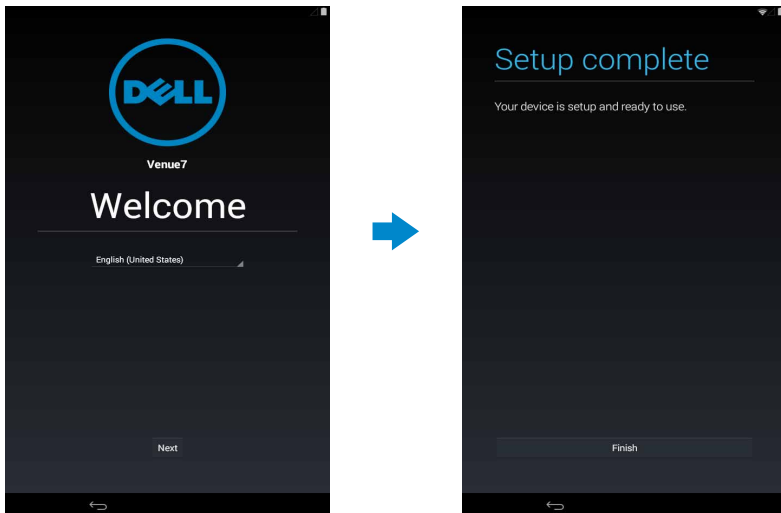 DELL
Venue7
Welcome
English (United States)
Next
Setup complete
Your device is setup and ready to use.
Finish